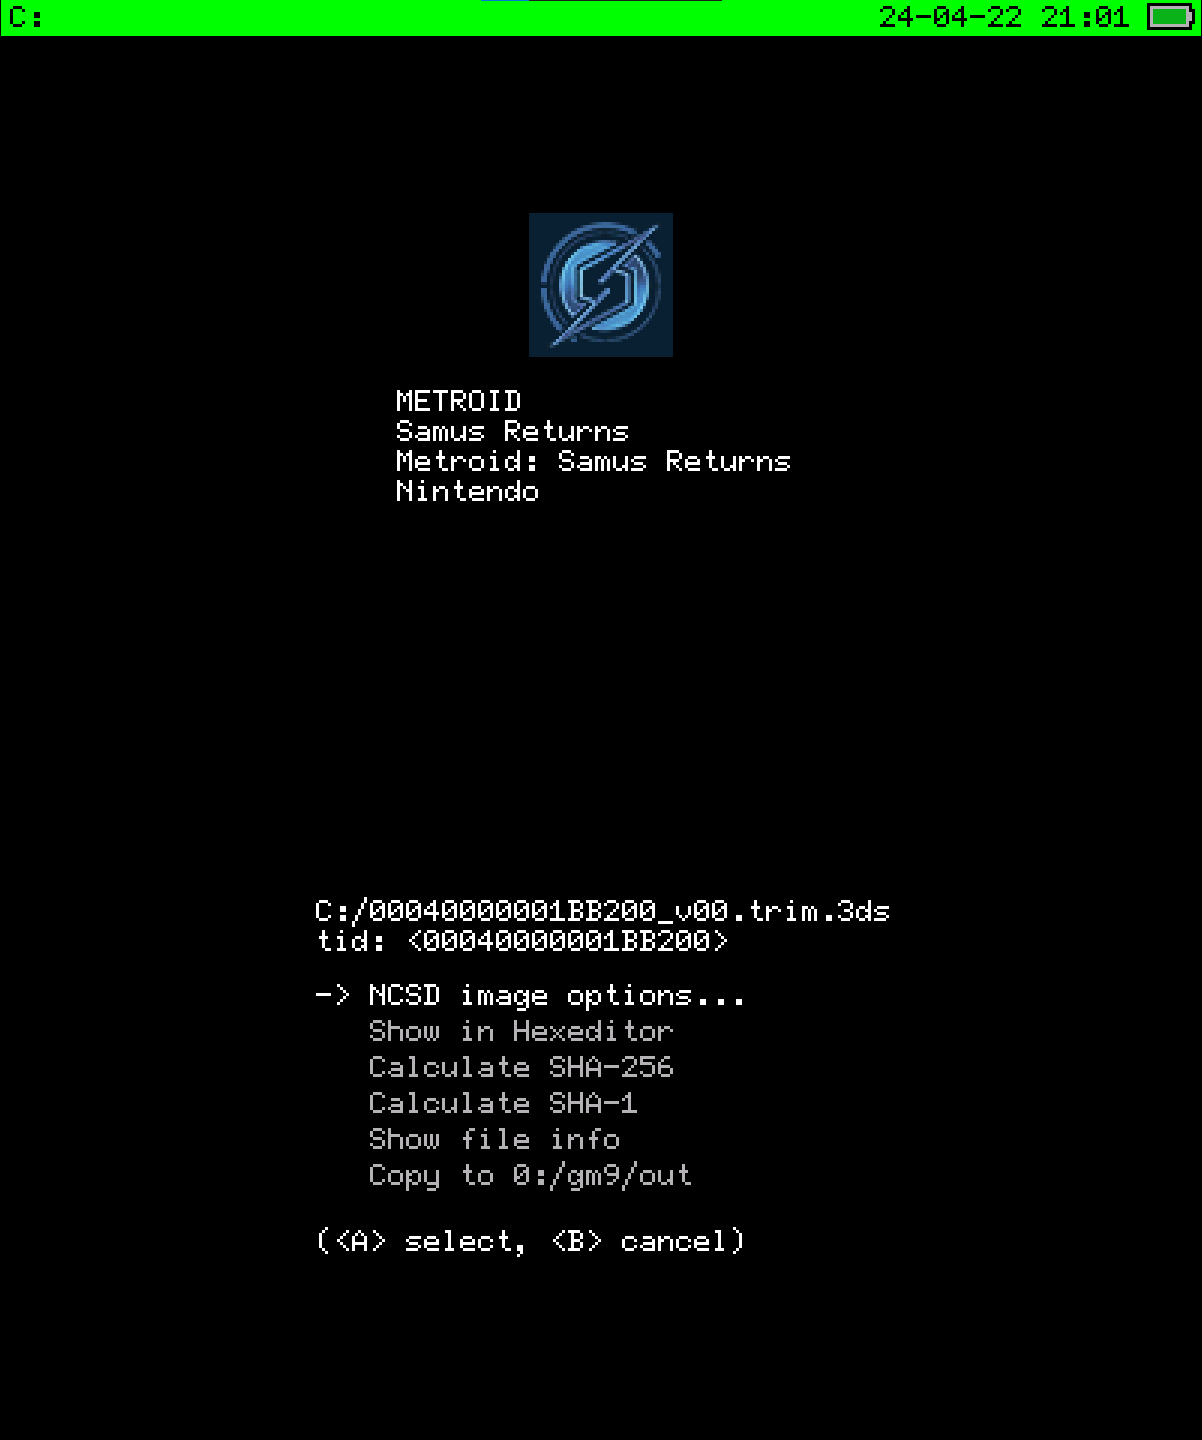 C:
24-04-22 21:01
METROID
Samus Returns
Metroid: Samus Returns
Nintendo
C:/00040000001BB200_v00.trim.3ds
tid: <00040000001BB200>
-> NCSD image options...
Show in Hexeditor
Calculate SHA-256
Calculate SHA-1
Show file info
Copy to 0:/gm9/out
(<A> select, <B> cancel)